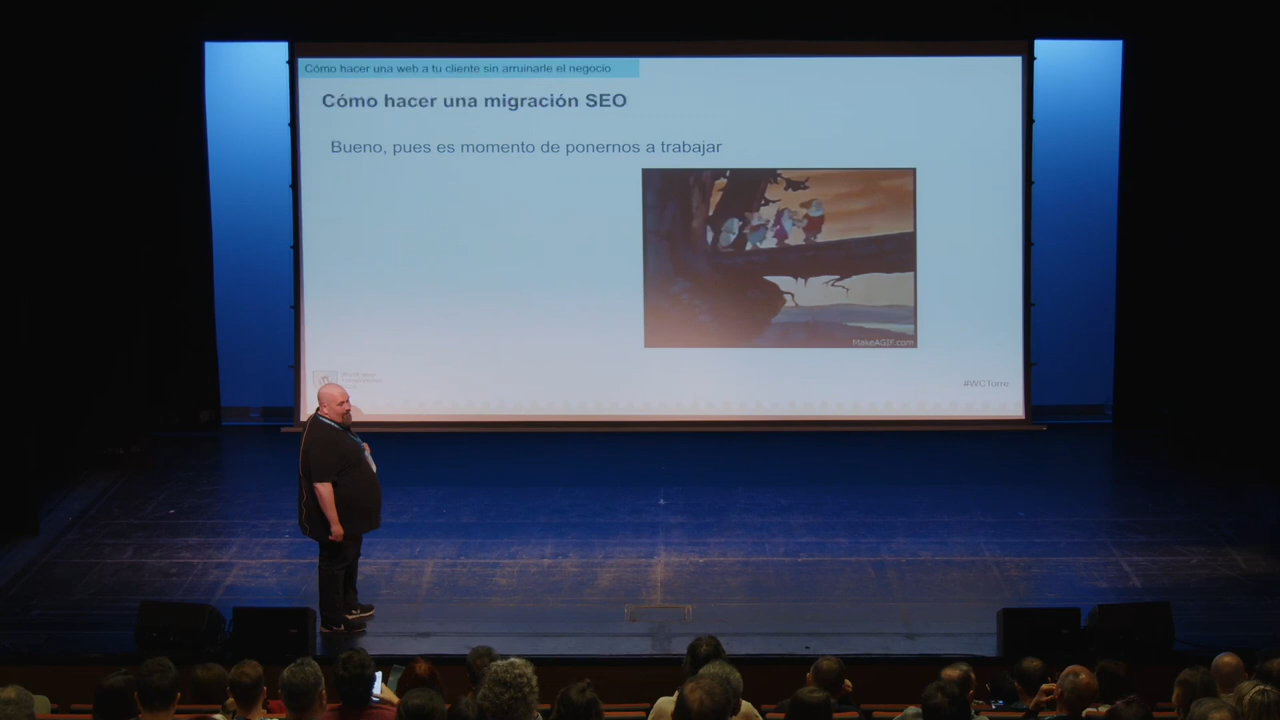 Cómo hacer una web a tu cliente sin arruinarle el negocio
Cómo hacer una migración SEO
Bueno, pues es momento de ponernos a trabajar
MakeAGIF.com
#WCTorre